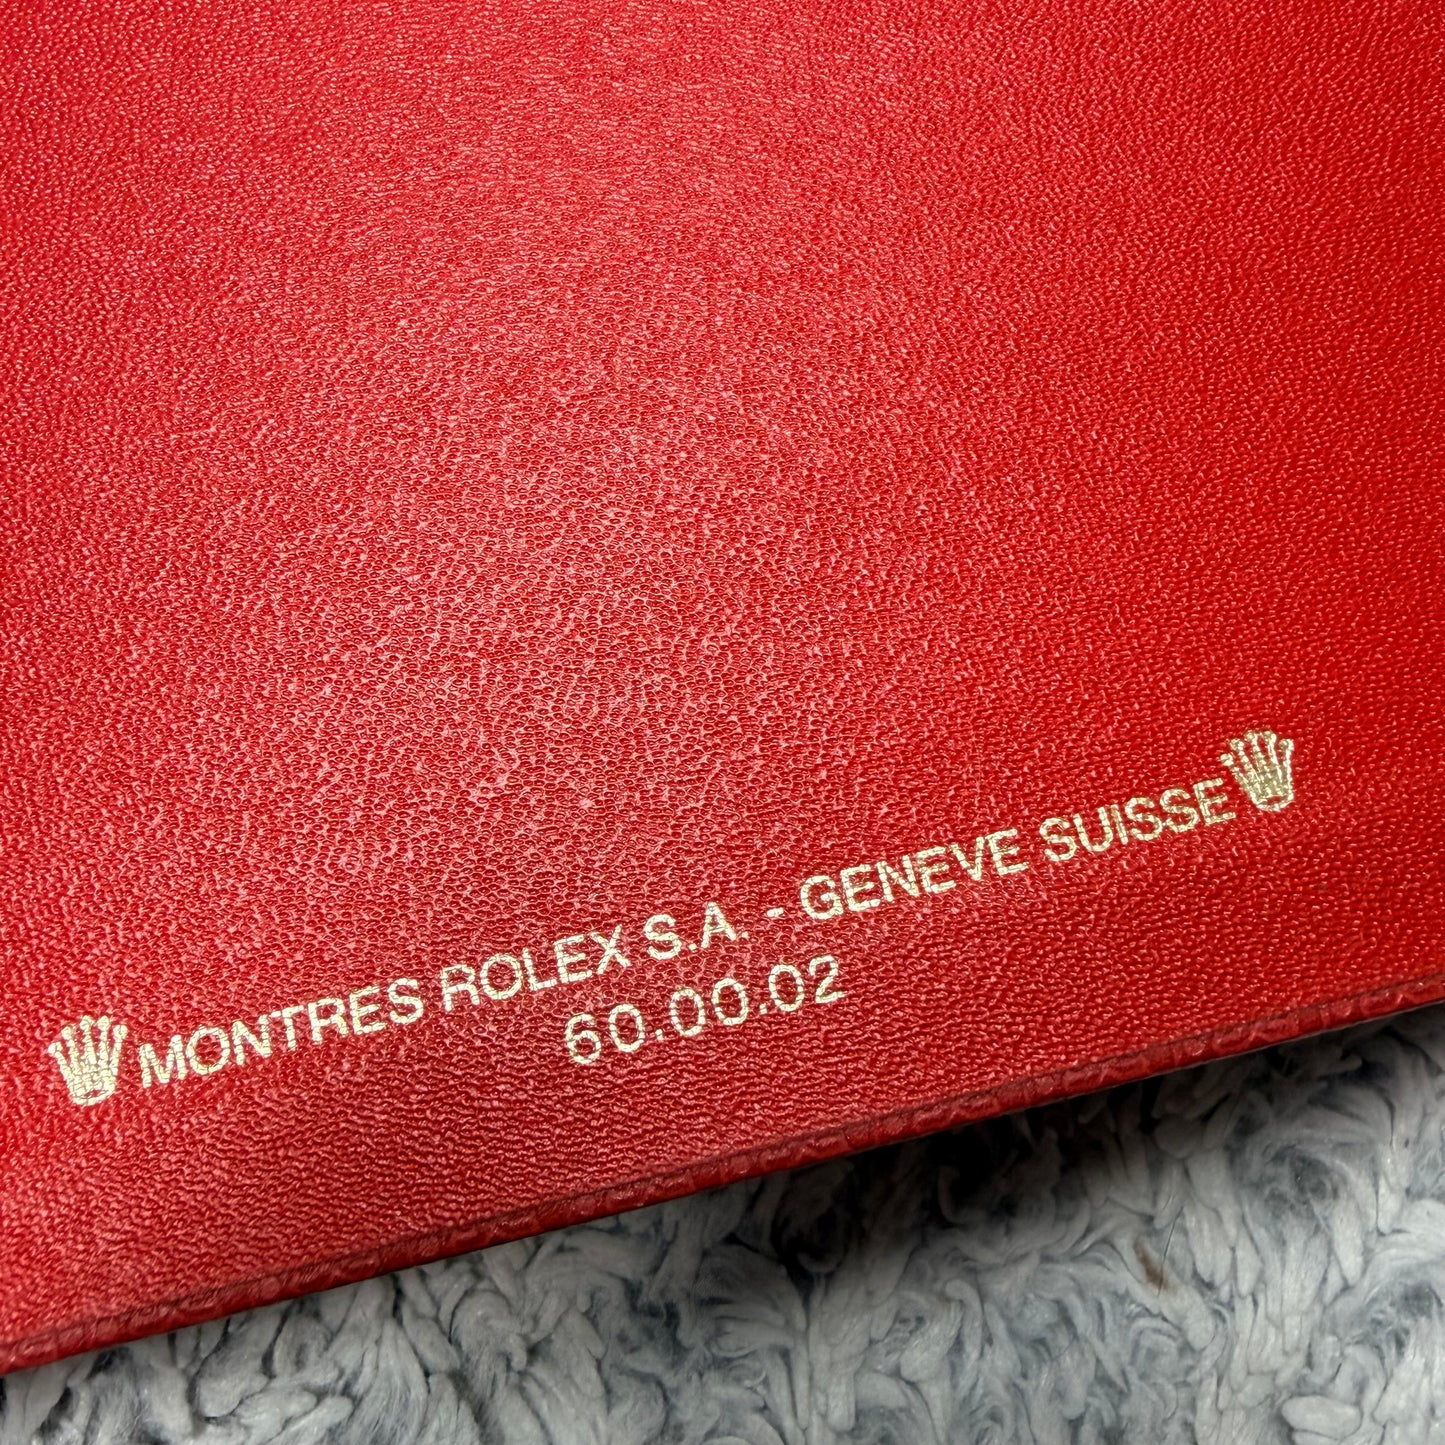 MONTRES ROLEX S.A. - GENEVE SUISSE
60.00.02